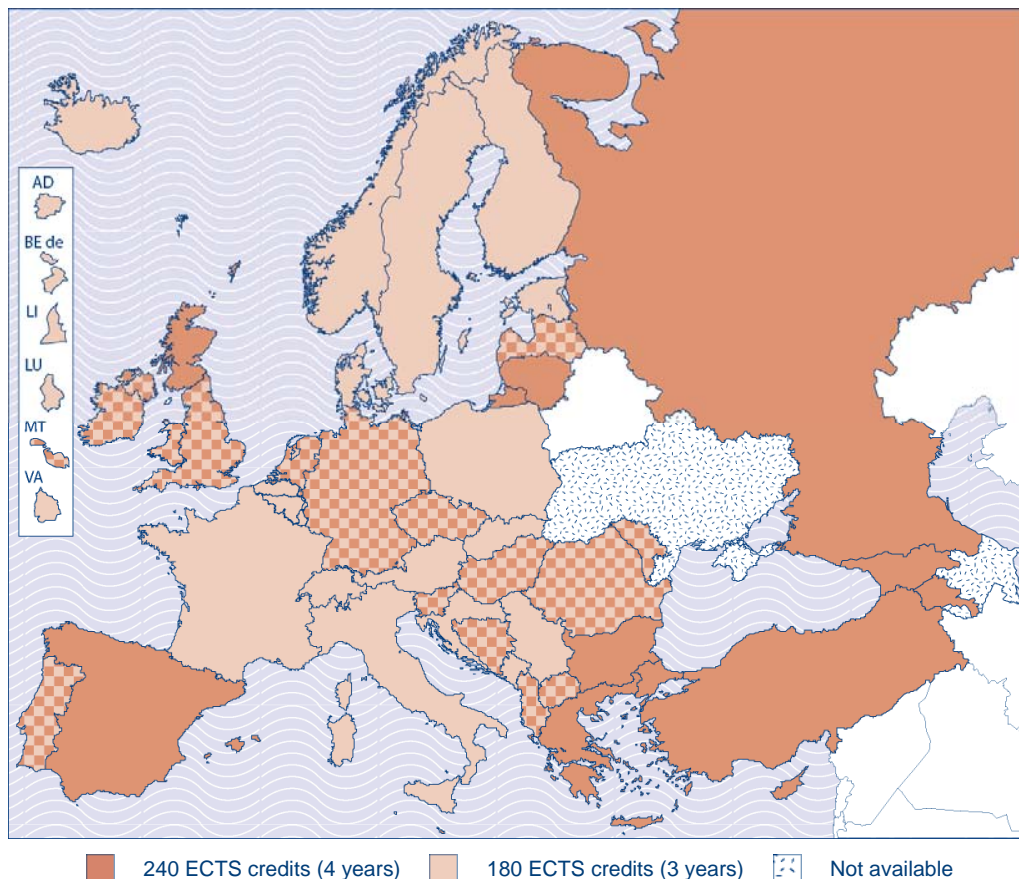 AD
BE de
LI
LU
MT
VA
240 ECTS credits (4 years) 180 ECTS credits (3 years) Not available